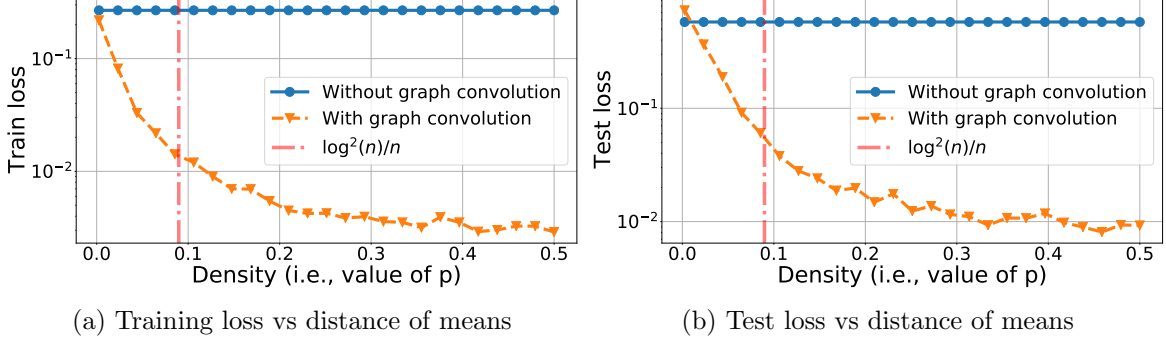 Train loss
10⁻¹
10⁻²
Without graph convolution
With graph convolution
log²(n)/n
0.0 0.1 0.2 0.3 0.4 0.5
Density (i.e., value of p)
(a) Training loss vs distance of means
Test loss
10⁻¹
10⁻²
Without graph convolution
With graph convolution
log²(n)/n
0.0 0.1 0.2 0.3 0.4 0.5
Density (i.e., value of p)
(b) Test loss vs distance of means